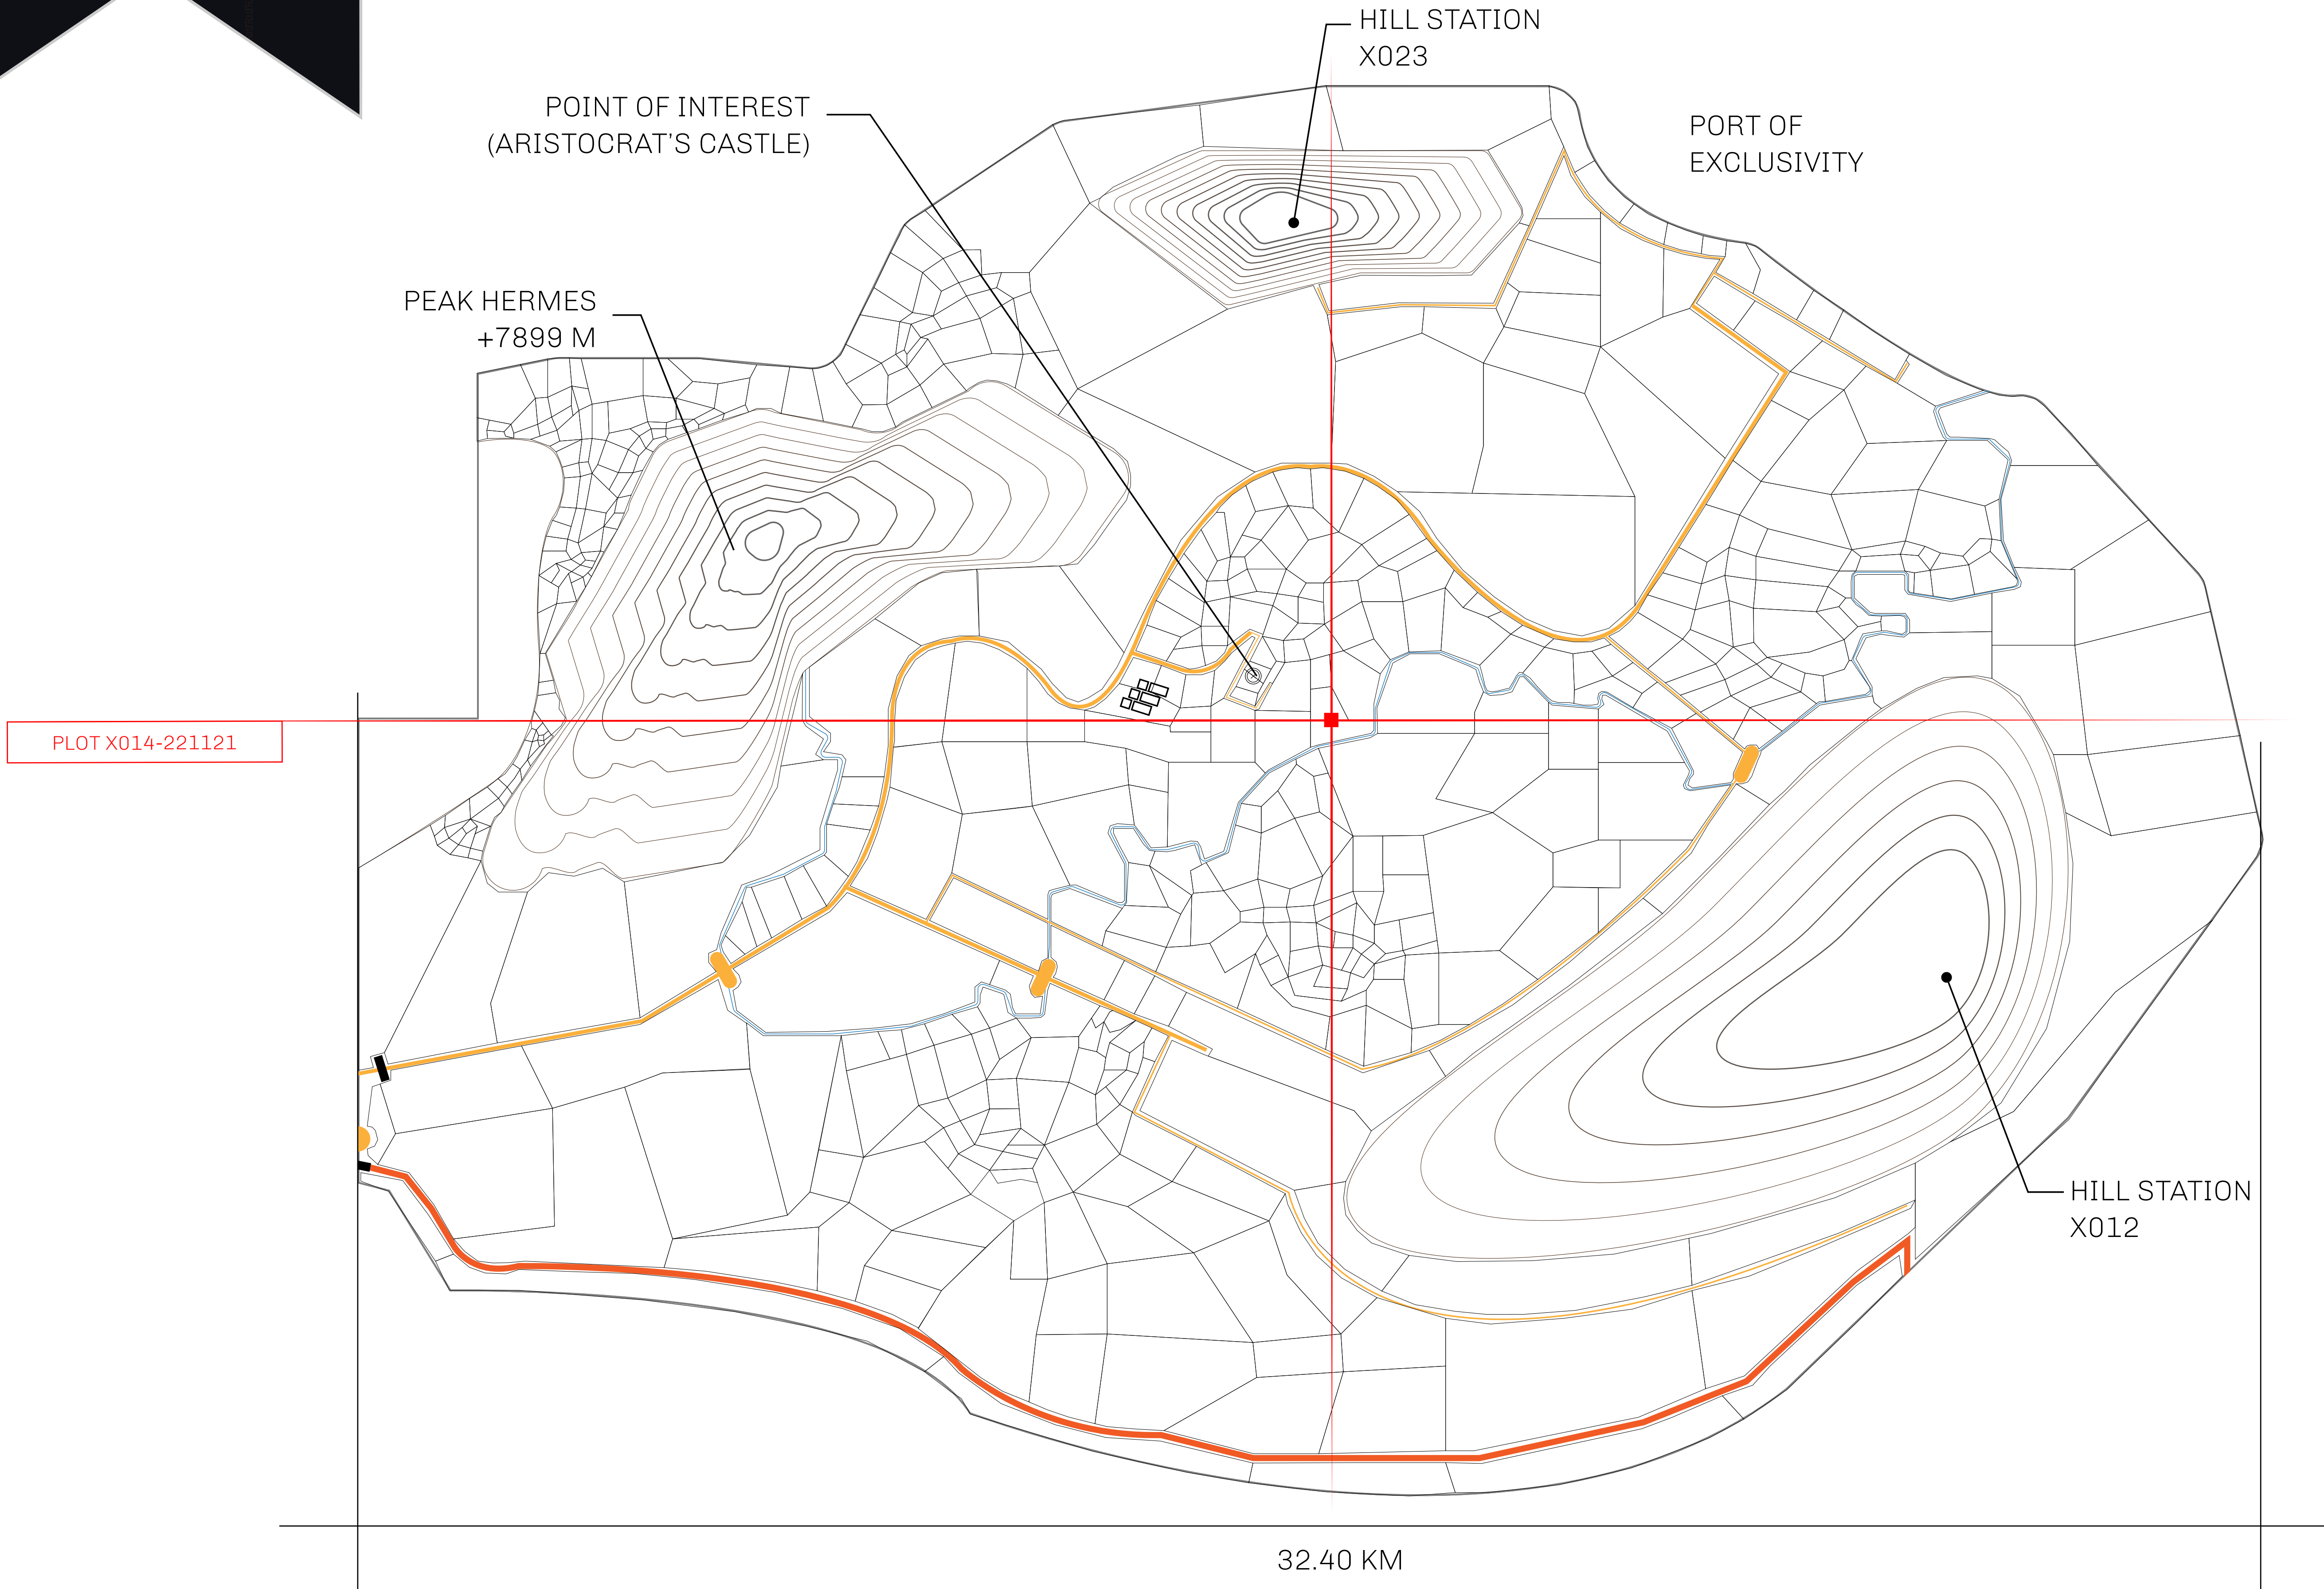 HILL STATION
X023
POINT OF INTEREST
(ARISTOCRAT'S CASTLE)
PORT OF
EXCLUSIVITY
PEAK HERMES
+7899 M
PLOT X014-221121
HILL STATION
X012
32.40 KM